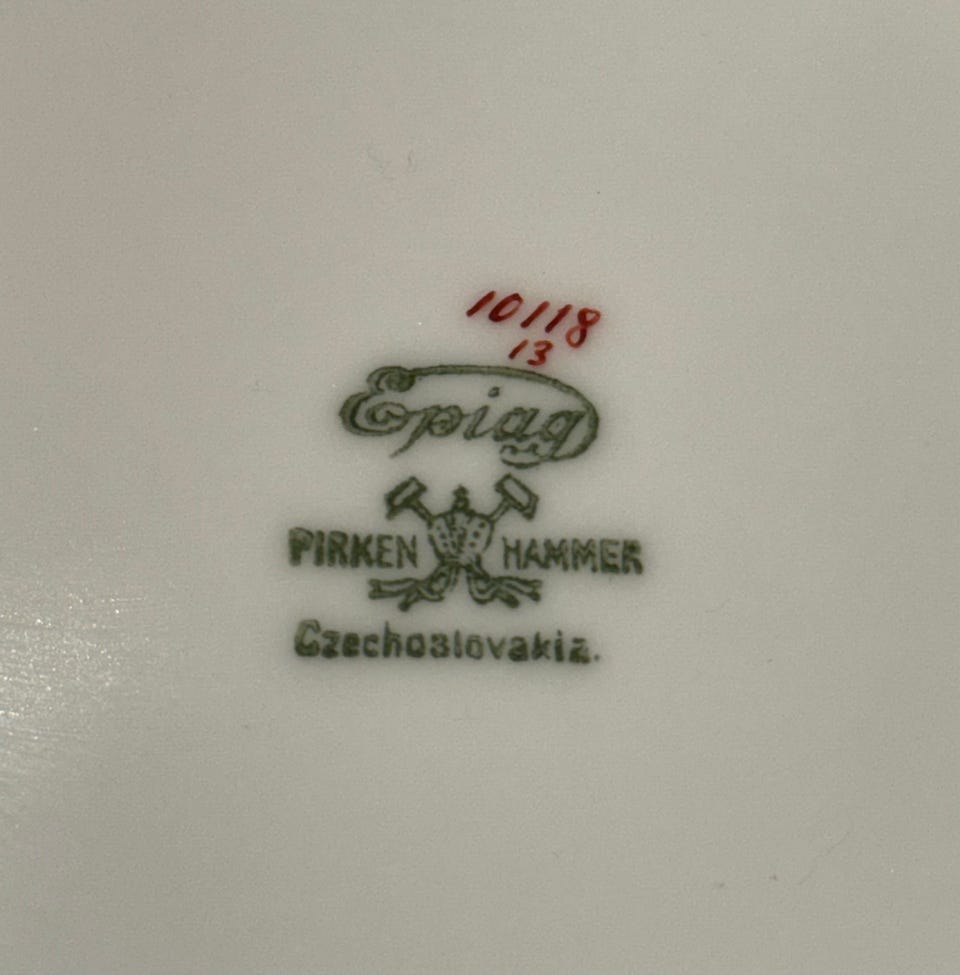 10118
13
Epiag
PIRKEN HAMMER
Czechoslovakia.